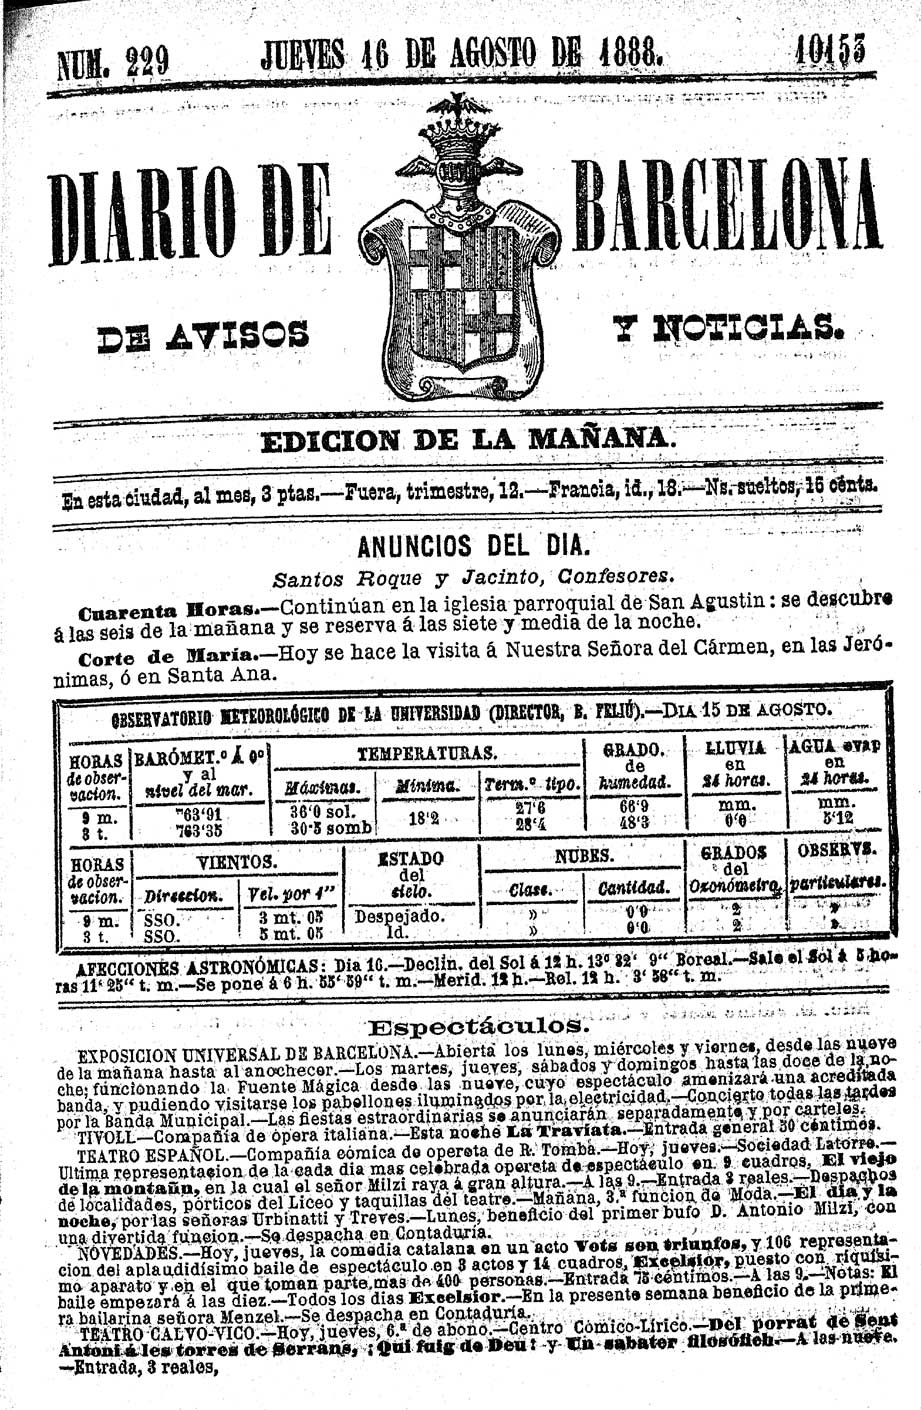 NUM. 229 JUEVES 16 DE AGOSTO DE 1888. 10153
DIARIO DE BARCELONA
DE AVISOS Y NOTICIAS.
EDICION DE LA MAÑANA.
En esta ciudad, al mes, 3 ptas.—Fuera, trimestre, 12.—Francia, id., 18.—Ns. sueltos, 15 cénts.
ANUNCIOS DEL DIA.
Santos Roque y Jacinto, Confesores.
Cuarenta Horas.—Continúan en la iglesia parroquial de San Agustin: se descubre
á las seis de la mañana y se reserva á las siete y media de la noche.
Corte de María.—Hoy se hace la visita á Nuestra Señora del Cármen, en las Jeró-
nimas, ó en Santa Ana.
OBSERVATORIO METEOROLÓGICO DE LA UNIVERSIDAD (DIRECTOR, B. FELIÚ).—DIA 15 DE AGOSTO.
HORAS de obser-vacion. BARÓMET.º Á 0º y al nivel del mar. TEMPERATURAS. GRADO. de humedad. LLUVIA en 24 horas. AGUA evap en 24 horas.
Máximas. Mínima. Term.º tipo.
9 m. 763'91 36'0 sol. 18'2 27'6 66'9 mm. mm.
3 t. 763'35 30'5 somb 28'4 48'3 0'0 5'12
HORAS de obser-vacion. VIENTOS. ESTADO del cielo. NUBES. GRADOS del Ozonómetro. OBSERVS. particulares.
Direccion. Vel. por 1" Clase. Cantidad.
9 m. SSO. 3 mt. 05 Despejado. » 0'0 2 »
3 t. SSO. 5 mt. 05 Id. » 0'0 2 »
AFECCIONES ASTRONÓMICAS: Dia 16.—Declin. del Sol á 12 h. 13º 32' 9" Boreal.—Sale el Sol á 5 ho-
ras 11' 25" t. m.—Se pone á 6 h. 55' 59" t. m.—Merid. 12 h.—Rel. 12 h. 3' 58" t. m.
Espectáculos.
EXPOSICION UNIVERSAL DE BARCELONA.—Abierta los lunes, miércoles y viernes, desde las nueve
de la mañana hasta al anochecer.—Los martes, jueves, sábados y domingos hasta las doce de la no-
che; funcionando la Fuente Mágica desde las nueve, cuyo espectáculo amenizará una acreditada
banda, y pudiendo visitarse los pabellones iluminados por la electricidad.—Concierto todas las tardes
por la Banda Municipal.—Las fiestas estraordinarias se anunciarán separadamente y por carteles.
TIVOLI.—Compañía de ópera italiana.—Esta noche La Traviata.—Entrada general 50 céntimos.
TEATRO ESPAÑOL.—Compañía cómica de opereta de R. Tomba.—Hoy, jueves.—Sociedad Latorre.—
Ultima representacion de la cada dia mas celebrada opereta de espectáculo en 9 cuadros, El viejo
de la montaña, en la cual el señor Milzi raya á gran altura.—A las 9.—Entrada 3 reales.—Despachos
de localidades, pórticos del Liceo y taquillas del teatro.—Mañana, 3.ª funcion de Moda.—El dia y la
noche, por las señoras Urbinatti y Treves.—Lunes, beneficio del primer bufo D. Antonio Milzi, con
una divertida funcion.—Se despacha en Contaduría.
NOVEDADES.—Hoy, jueves, la comedia catalana en un acto Vots son triunfos, y 106 representa-
cion del aplaudidísimo baile de espectáculo en 3 actos y 14 cuadros, Excelsior, puesto con riquísi-
mo aparato y en el que toman parte mas de 400 personas.—Entrada 75 céntimos.—A las 9.—Notas: El
baile empezará á las diez.—Todos los dias Excelsior.—En la presente semana beneficio de la prime-
ra bailarina señora Menzel.—Se despacha en Contaduría.
TEATRO CALVO-VICO.—Hoy, jueves, 6.ª de abono.—Centro Cómico-Lírico.—Del porrat de Sent
Antoni á les torres de Serrans, ¡Qui fuig de Deu! y Un sabater filosófich.—A las nueve.
—Entrada, 3 reales,